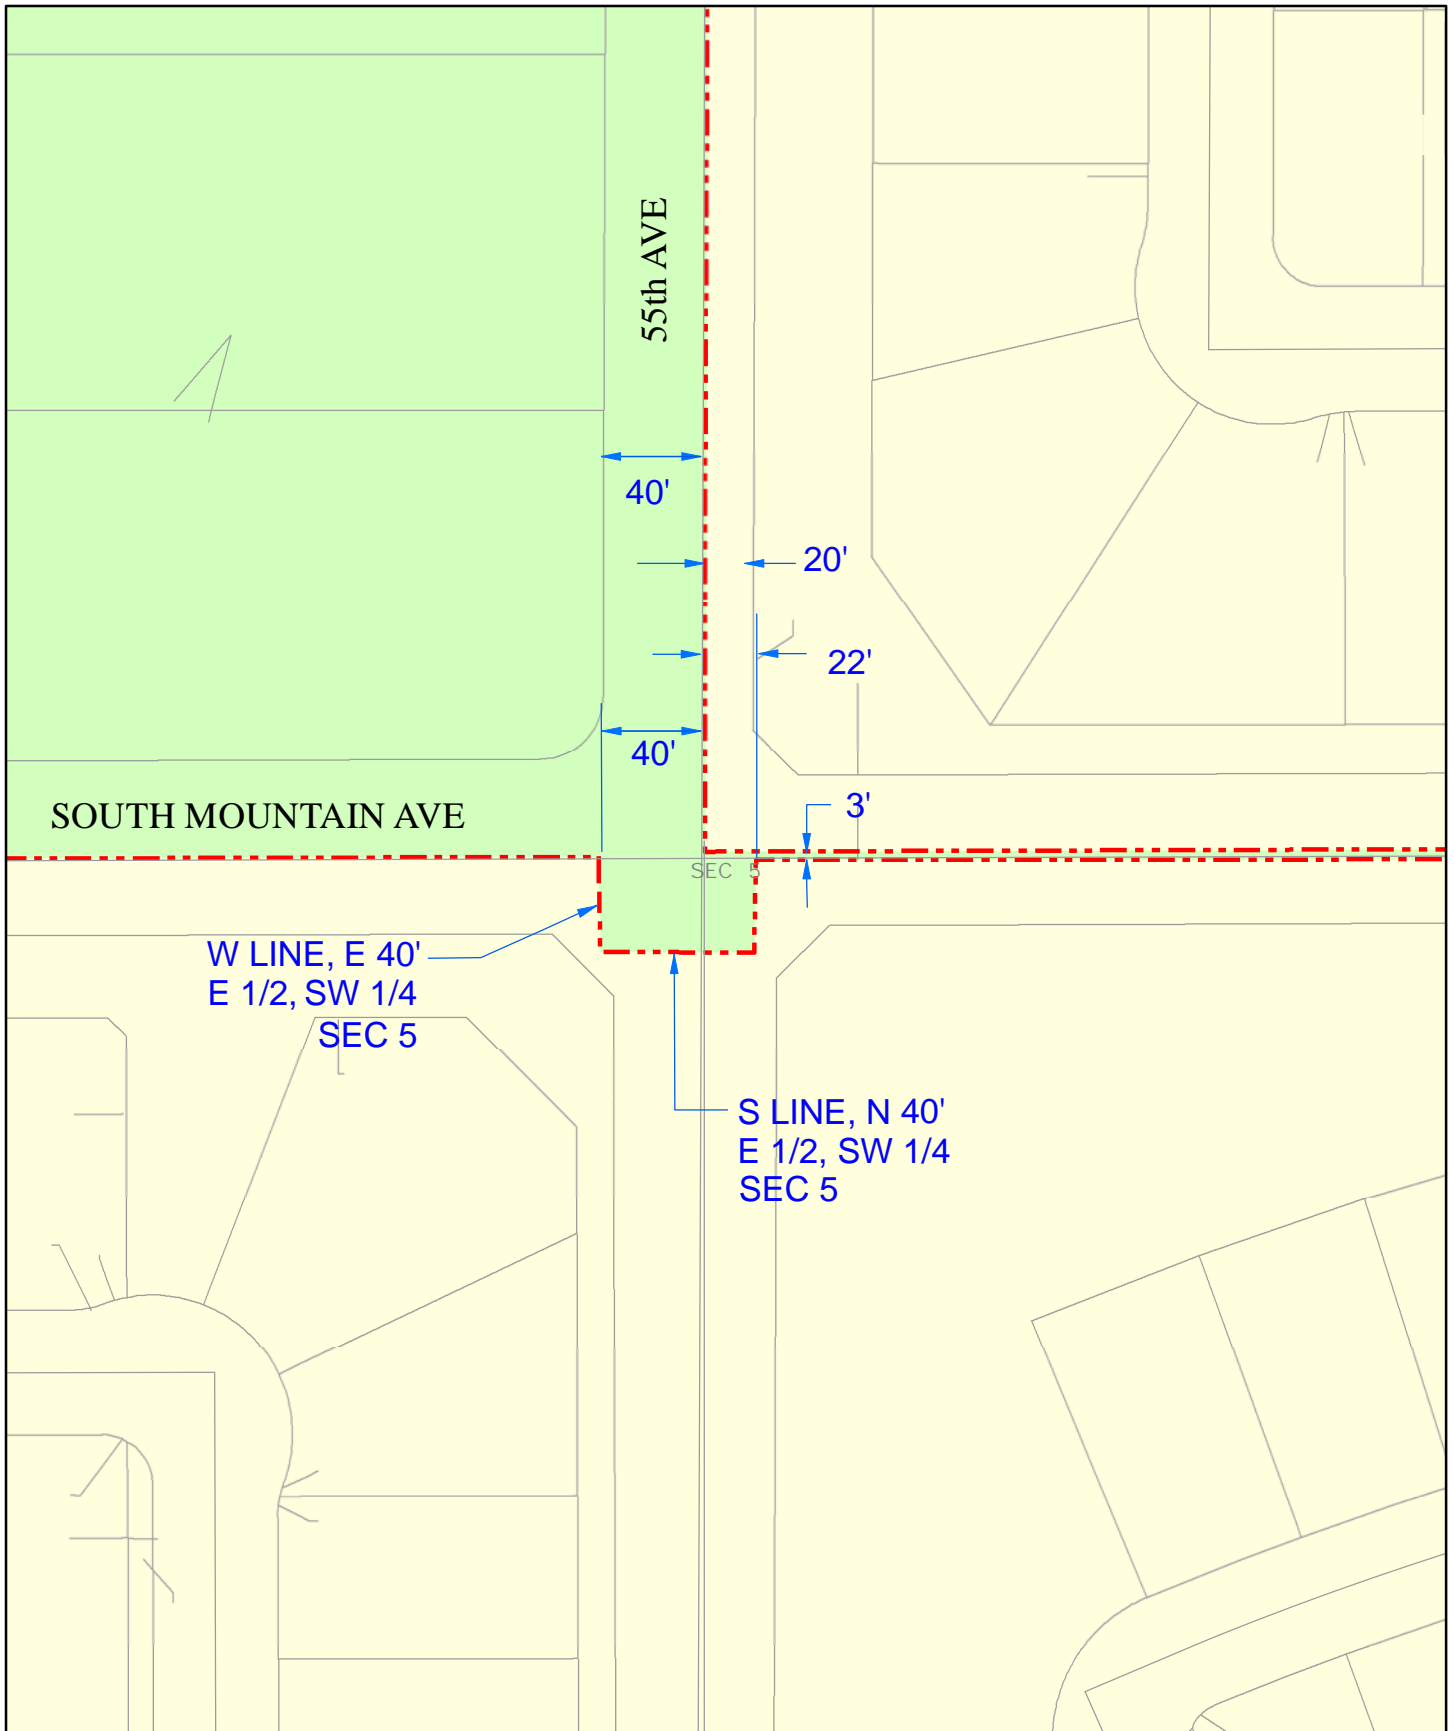 55th AVE
40'
20'
22'
40'
3'
SOUTH MOUNTAIN AVE
SEC 5
W LINE, E 40'
E 1/2, SW 1/4
SEC 5
S LINE, N 40'
E 1/2, SW 1/4
SEC 5